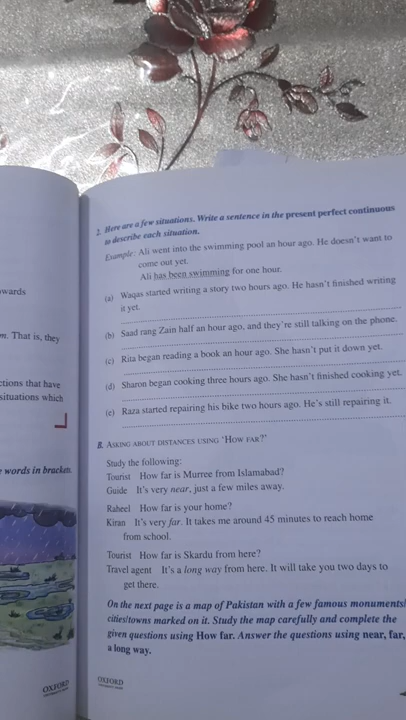 wards
m. That is, they
ctions that have
situations which
words in bracket
OXFORD
2. Here are a few situations. Write a sentence in the present perfect continuous
to describe each situation.
Example: Ali went into the swimming pool an hour ago. He doesn't want to
come out yet.
Ali has been swimming for one hour.
(a) Waqas started writing a story two hours ago. He hasn't finished writing
it yet.
(b) Saad rang Zain half an hour ago, and they're still talking on the phone.
(c) Rita began reading a book an hour ago. She hasn't put it down yet.
(d) Sharon began cooking three hours ago. She hasn't finished cooking yet.
(e) Raza started repairing his bike two hours ago. He's still repairing it.
B. ASKING ABOUT DISTANCES USING 'HOW FAR?'
Study the following:
Tourist How far is Murree from Islamabad?
Guide It's very near, just a few miles away.
Raheel How far is your home?
Kiran It's very far. It takes me around 45 minutes to reach home
from school.
Tourist How far is Skardu from here?
Travel agent It's a long way from here. It will take you two days to
get there.
On the next page is a map of Pakistan with a few famous monuments/
cities/towns marked on it. Study the map carefully and complete the
given questions using How far. Answer the questions using near, far,
a long way.
OXFORD